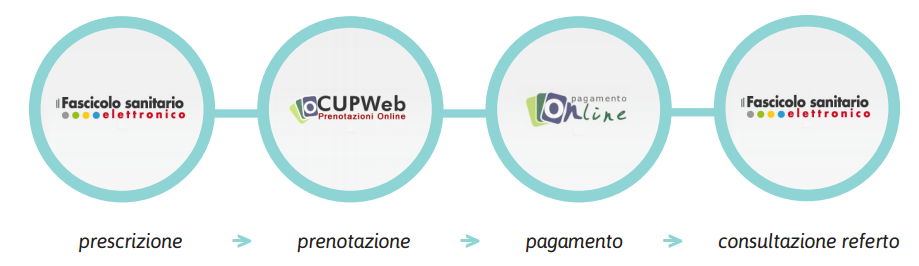 il Fascicolo sanitario
elettronico
CUPWeb
Prenotazioni Online
pagamento
Online
il Fascicolo sanitario
elettronico
prescrizione → prenotazione → pagamento → consultazione referto